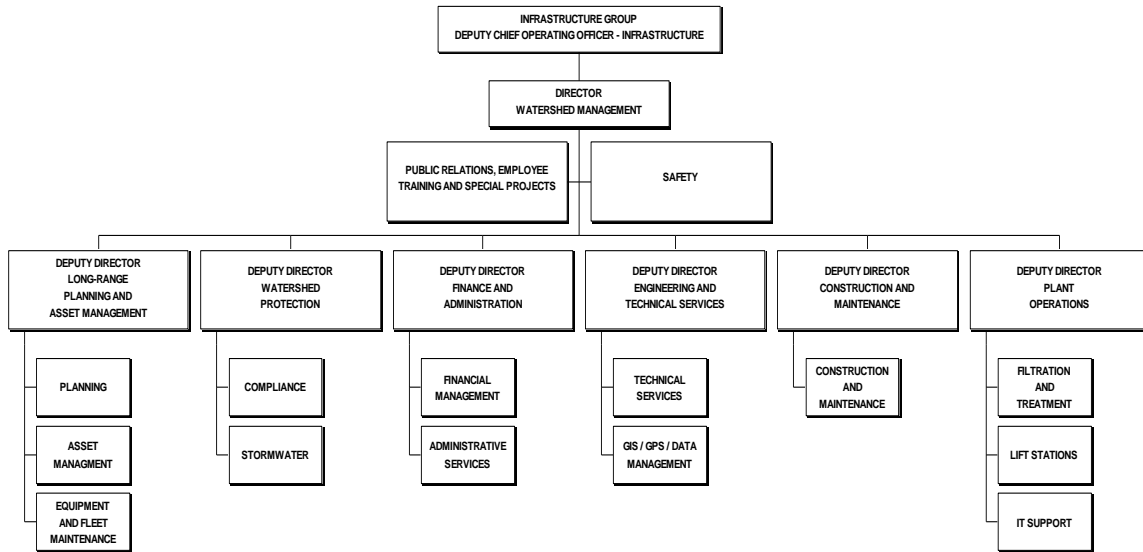 INFRASTRUCTURE GROUP
DEPUTY CHIEF OPERATING OFFICER - INFRASTRUCTURE
DIRECTOR
WATERSHED MANAGEMENT
PUBLIC RELATIONS, EMPLOYEE
TRAINING AND SPECIAL PROJECTS
SAFETY
DEPUTY DIRECTOR
LONG-RANGE
PLANNING AND
ASSET MANAGEMENT
DEPUTY DIRECTOR
WATERSHED
PROTECTION
DEPUTY DIRECTOR
FINANCE AND
ADMINISTRATION
DEPUTY DIRECTOR
ENGINEERING AND
TECHNICAL SERVICES
DEPUTY DIRECTOR
CONSTRUCTION AND
MAINTENANCE
DEPUTY DIRECTOR
PLANT
OPERATIONS
PLANNING
COMPLIANCE
FINANCIAL
MANAGEMENT
TECHNICAL
SERVICES
CONSTRUCTION
AND
MAINTENANCE
FILTRATION
AND
TREATMENT
ASSET
MANAGMENT
STORMWATER
ADMINISTRATIVE
SERVICES
GIS / GPS / DATA
MANAGEMENT
LIFT STATIONS
EQUIPMENT
AND FLEET
MAINTENANCE
IT SUPPORT